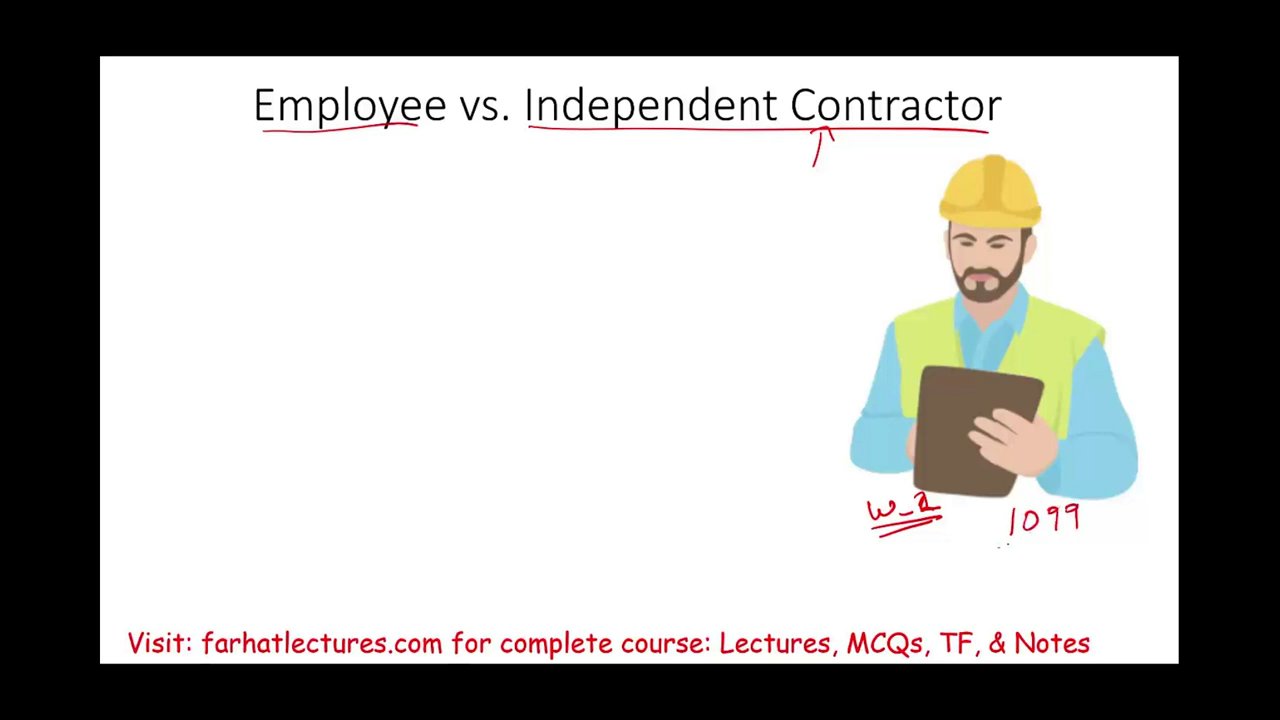 Employee vs. Independent Contractor
W-2 1099
Visit: farhatlectures.com for complete course: Lectures, MCQs, TF, & Notes